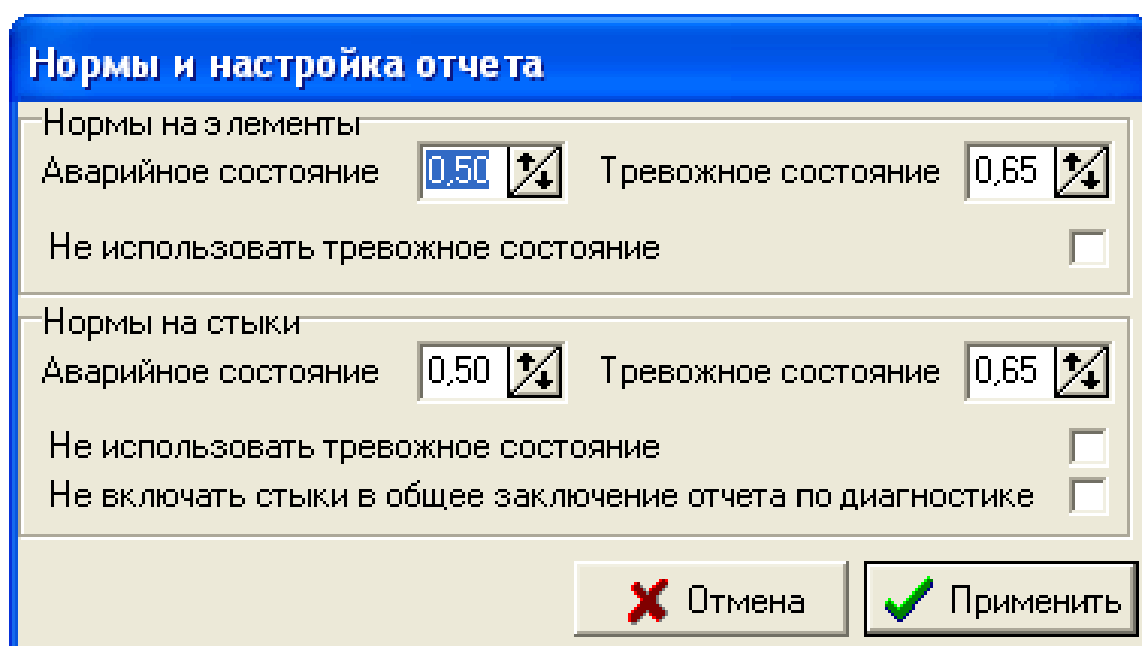 Нормы и настройка отчета
Нормы на элементы
Аварийное состояние 0,50 Тревожное состояние 0,65
Не использовать тревожное состояние
Нормы на стыки
Аварийное состояние 0,50 Тревожное состояние 0,65
Не использовать тревожное состояние
Не включать стыки в общее заключение отчета по диагностике
Отмена Применить